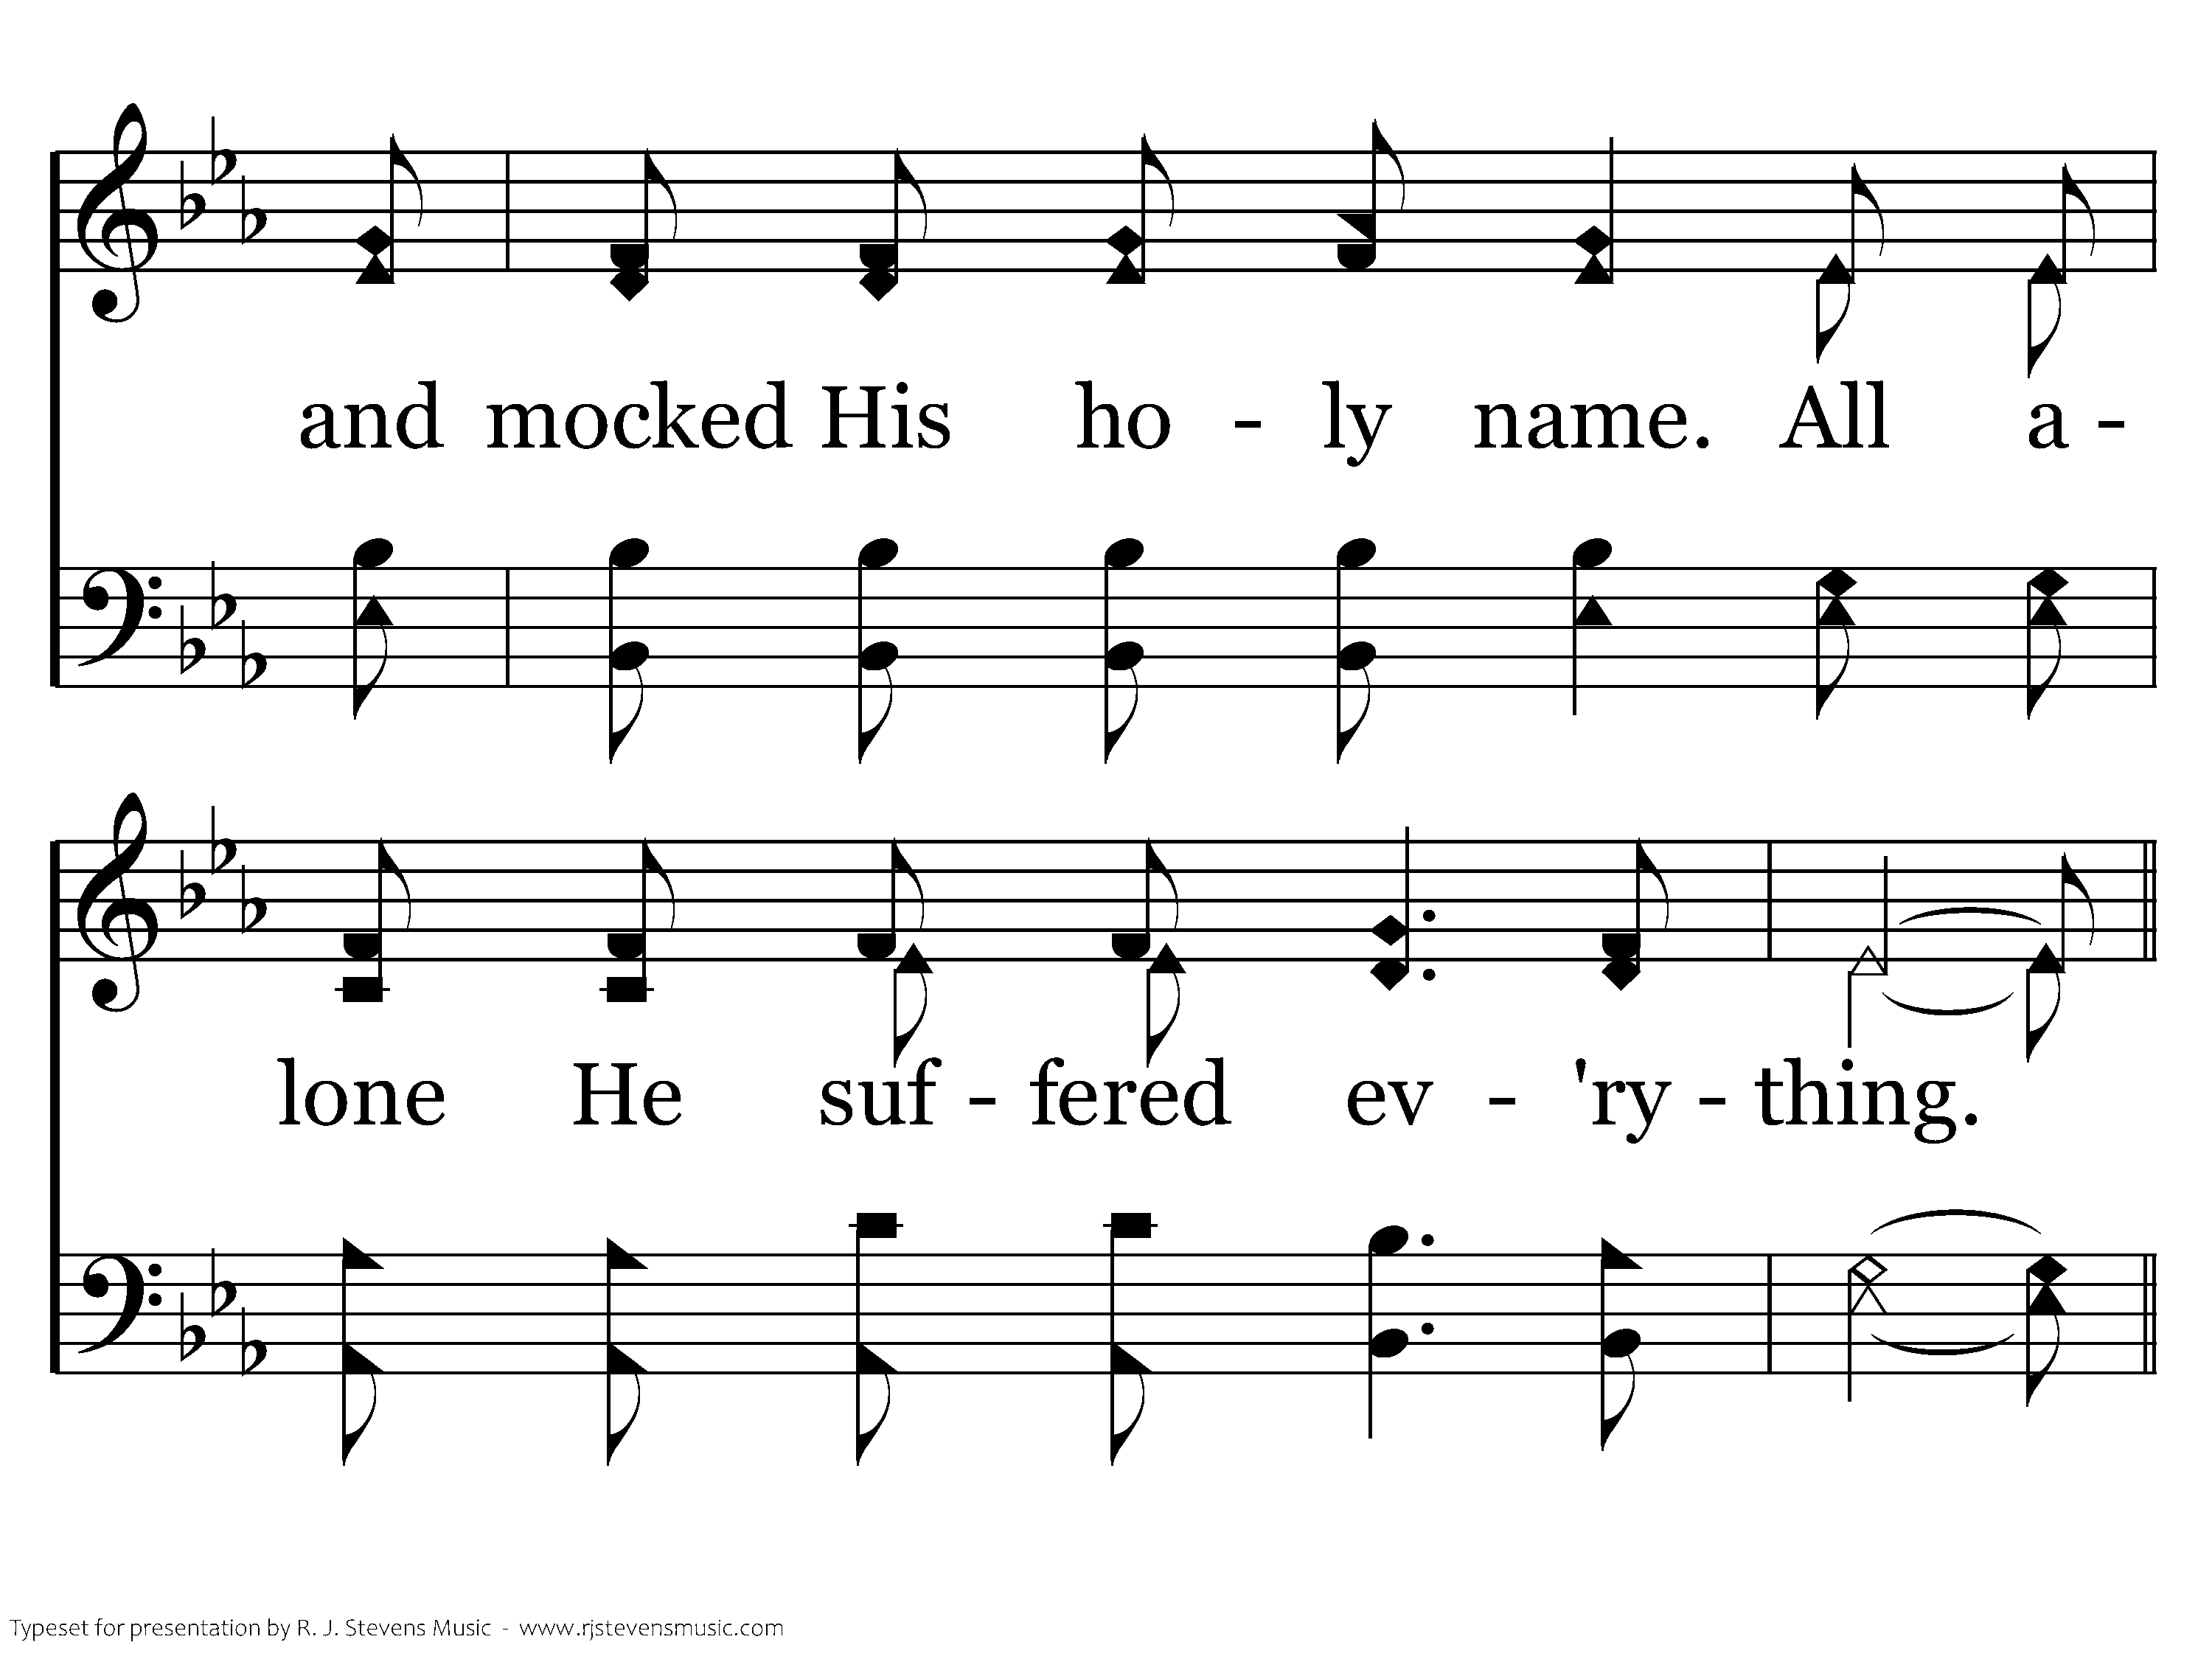 and mocked His ho - ly name. All a -
lone He suf - fered ev - 'ry - thing.
Typeset for presentation by R. J. Stevens Music - www.rjstevensmusic.com